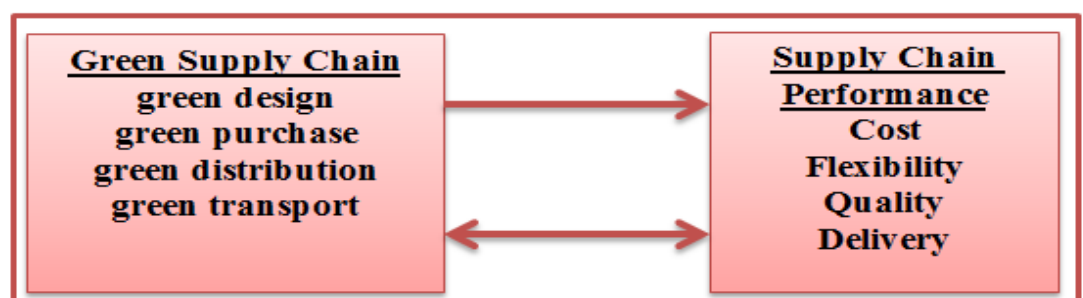 Green Supply Chain
green design
green purchase
green distribution
green transport
Supply Chain
Performance
Cost
Flexibility
Quality
Delivery